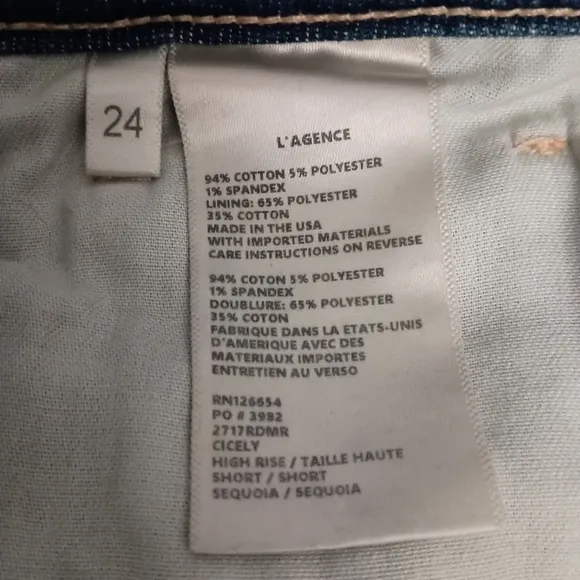 24
L'AGENCE
94% COTTON 5% POLYESTER
1% SPANDEX
LINING: 65% POLYESTER
35% COTTON
MADE IN THE USA
WITH IMPORTED MATERIALS
CARE INSTRUCTIONS ON REVERSE
94% COTON 5% POLYESTER
1% SPANDEX
DOUBLURE: 65% POLYESTER
35% COTON
FABRIQUE DANS LA ETATS-UNIS
D'AMERIQUE AVEC DES
MATERIAUX IMPORTES
ENTRETIEN AU VERSO
RN126654
PO # 3982
2717RDMR
CICELY
HIGH RISE / TAILLE HAUTE
SHORT / SHORT
SEQUOIA / SEQUOIA